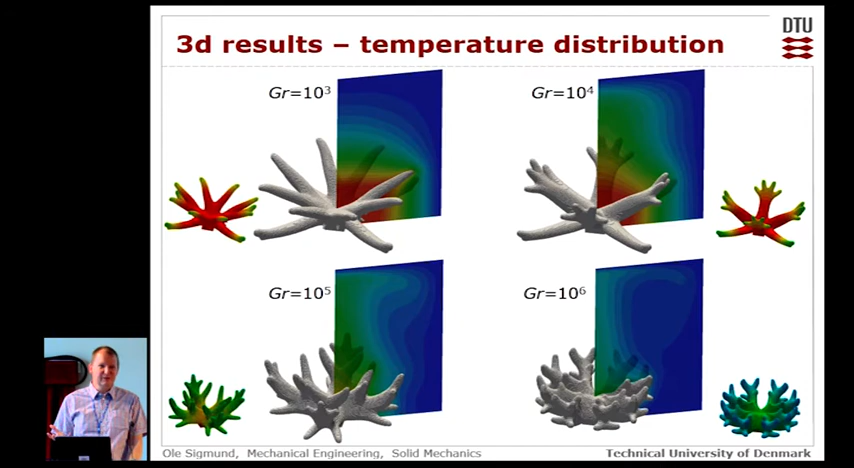 DTU
3d results – temperature distribution
Gr=10³
Gr=10⁴
Gr=10⁵
Gr=10⁶
Ole Sigmund, Mechanical Engineering, Solid Mechanics
Technical University of Denmark